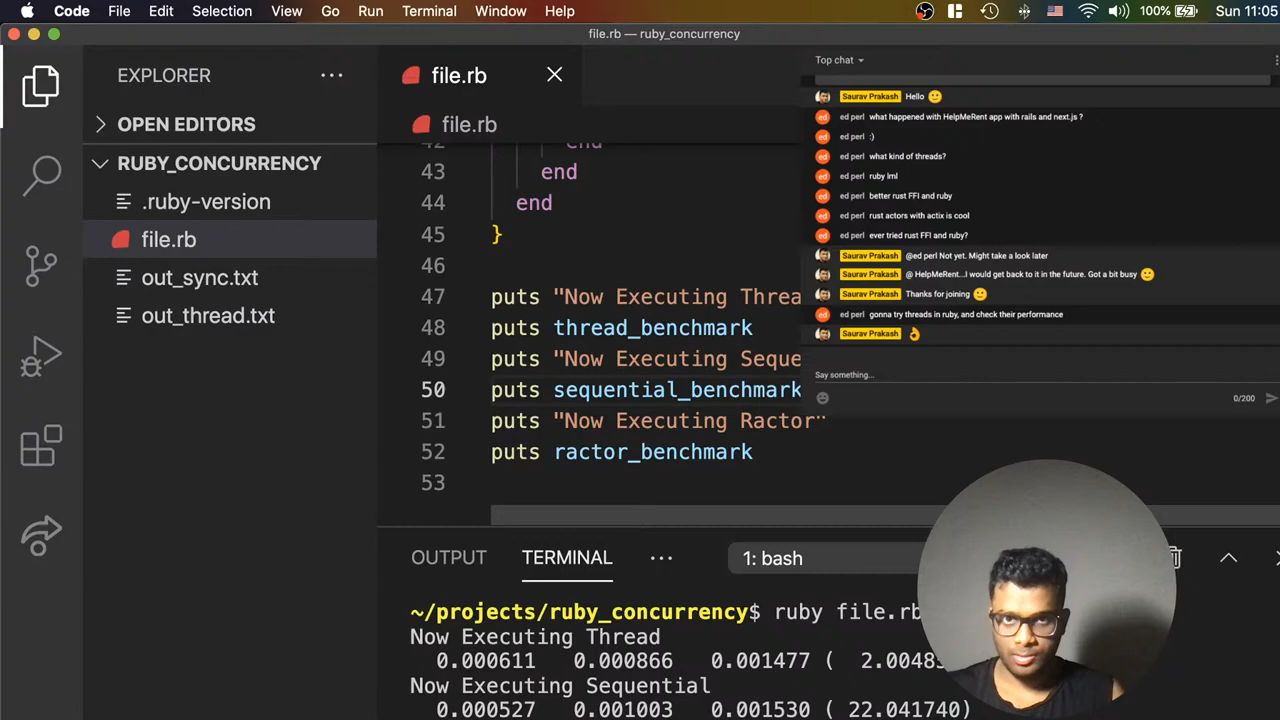 Code File Edit Selection View Go Run Terminal Window Help 100% Sun 11:05
file.rb — ruby_concurrency
EXPLORER
OPEN EDITORS
RUBY_CONCURRENCY
.ruby-version
file.rb
out_sync.txt
out_thread.txt
file.rb
file.rb
42 end
43 end
44 end
45 }
46
47 puts "Now Executing Threa
48 puts thread_benchmark
49 puts "Now Executing Seque
50 puts sequential_benchmark
51 puts "Now Executing Ractor"
52 puts ractor_benchmark
53
Top chat
Saurav Prakash Hello 🙂
ed ed perl what happened with HelpMeRent app with rails and next.js ?
ed ed perl :)
ed ed perl what kind of threads?
ed ed perl ruby lml
ed ed perl better rust FFI and ruby
ed ed perl rust actors with actix is cool
ed ed perl ever tried rust FFI and ruby?
Saurav Prakash @ed perl Not yet. Might take a look later
Saurav Prakash @ HelpMeRent...I would get back to it in the future. Got a bit busy 🙂
Saurav Prakash Thanks for joining 🙂
ed ed perl gonna try threads in ruby, and check their performance
Saurav Prakash 👌
Say something...
0/200
OUTPUT TERMINAL ··· 1: bash
~/projects/ruby_concurrency$ ruby file.rb
Now Executing Thread
0.000611 0.000866 0.001477 ( 2.0048
Now Executing Sequential
0.000527 0.001003 0.001530 ( 22.041740)